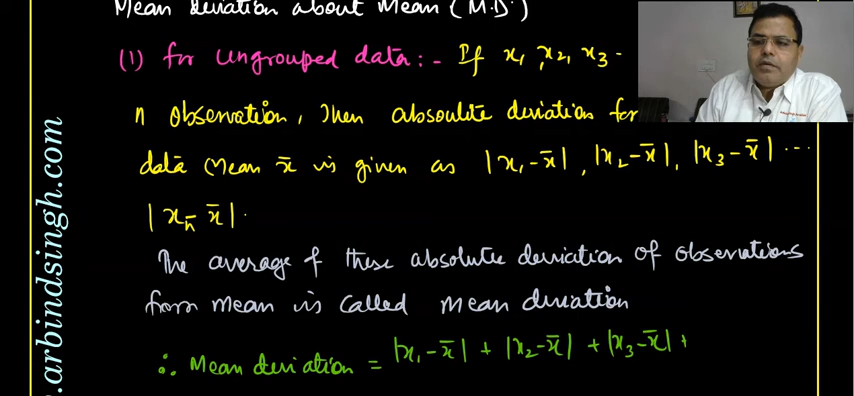 Mean deviation about Mean (M.D.)
(1) for ungrouped data:- If x₁, x₂, x₃ -
n observation, then absoulite deviation for
data mean x̄ is given as |x₁-x̄|, |x₂-x̄|, |x₃-x̄| ...
|xₙ-x̄|.
The average of these absolute deviation of observations
from mean is called mean deviation
∴ Mean deviation = |x₁-x̄| + |x₂-x̄| + |x₃-x̄| +
.arbindsingh.com